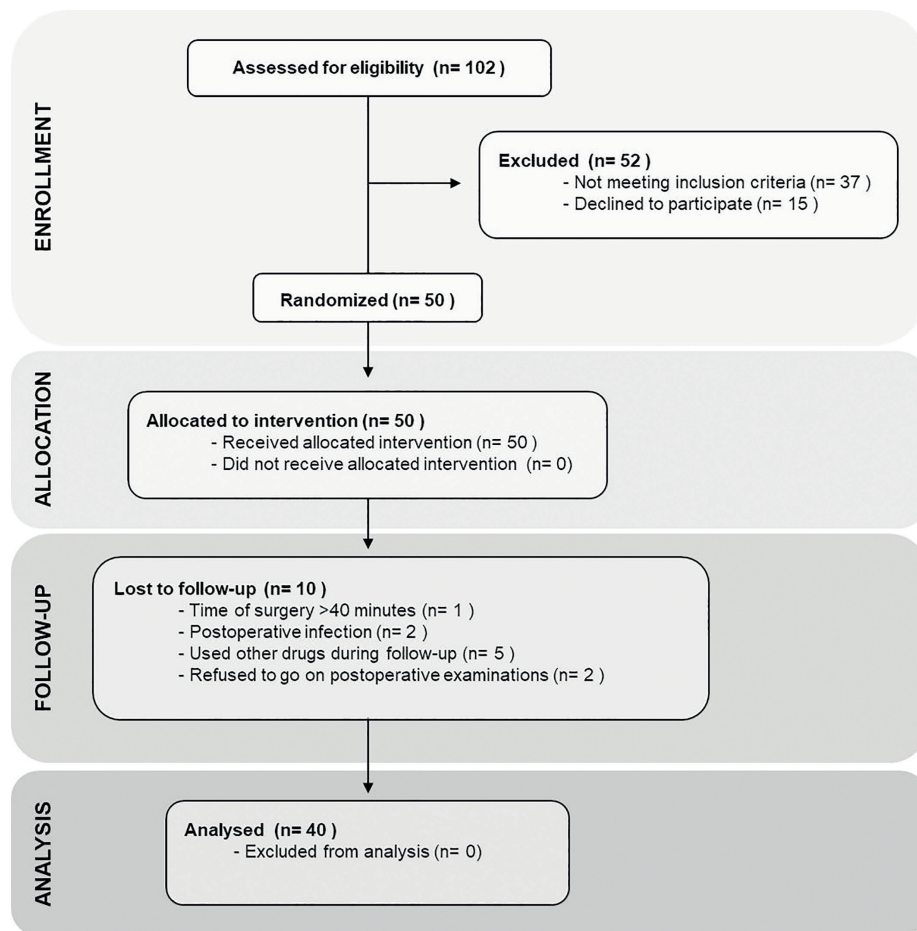 ENROLLMENT
Assessed for eligibility (n= 102)
Excluded (n= 52)
- Not meeting inclusion criteria (n= 37)
- Declined to participate (n= 15)
Randomized (n= 50)
ALLOCATION
Allocated to intervention (n= 50)
- Received allocated intervention (n= 50)
- Did not receive allocated intervention (n= 0)
FOLLOW-UP
Lost to follow-up (n= 10)
- Time of surgery >40 minutes (n= 1)
- Postoperative infection (n= 2)
- Used other drugs during follow-up (n= 5)
- Refused to go on postoperative examinations (n= 2)
ANALYSIS
Analysed (n= 40)
- Excluded from analysis (n= 0)